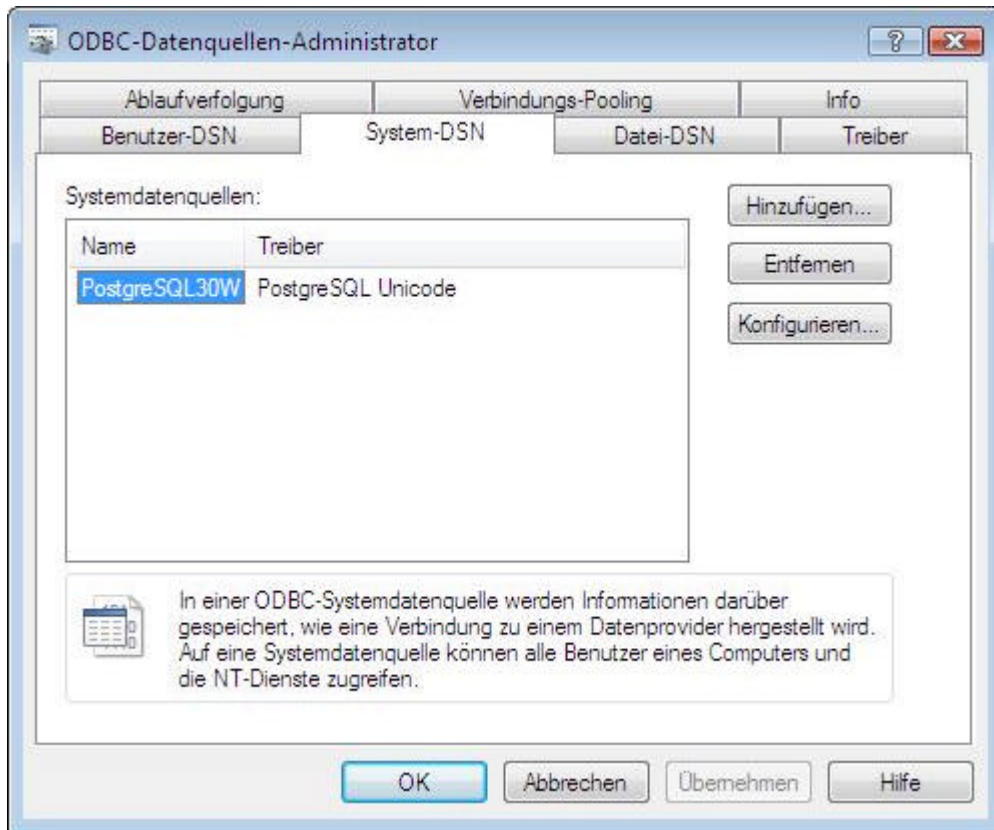 ODBC-Datenquellen-Administrator
Ablaufverfolgung Verbindungs-Pooling Info
Benutzer-DSN System-DSN Datei-DSN Treiber
Systemdatenquellen:
Hinzufügen...
Name Treiber
Entfernen
PostgreSQL30W PostgreSQL Unicode
Konfigurieren...
In einer ODBC-Systemdatenquelle werden Informationen darüber
gespeichert, wie eine Verbindung zu einem Datenprovider hergestellt wird.
Auf eine Systemdatenquelle können alle Benutzer eines Computers und
die NT-Dienste zugreifen.
OK Abbrechen Übernehmen Hilfe